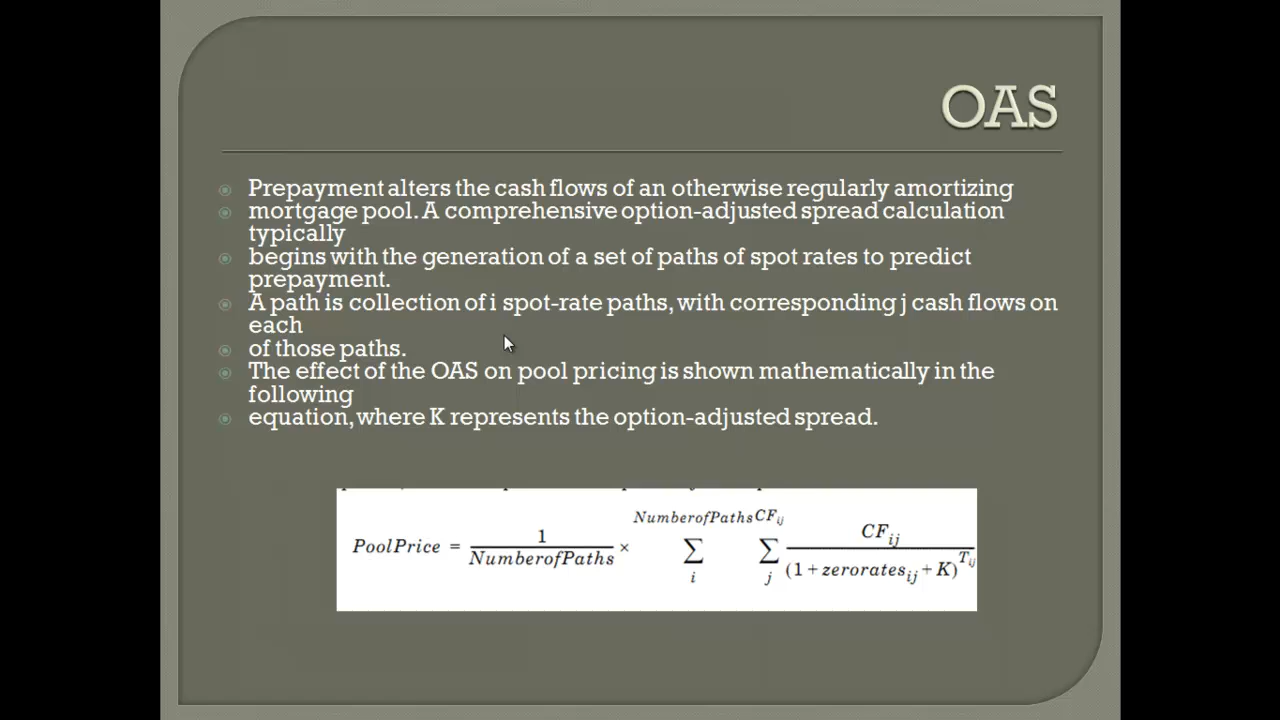 OAS
Prepayment alters the cash flows of an otherwise regularly amortizing
mortgage pool. A comprehensive option-adjusted spread calculation
typically
begins with the generation of a set of paths of spot rates to predict
prepayment.
A path is collection of i spot-rate paths, with corresponding j cash flows on
each
of those paths.
The effect of the OAS on pool pricing is shown mathematically in the
following
equation, where K represents the option-adjusted spread.
PoolPrice = 1/NumberofPaths × ∑_i^NumberofPaths ∑_j^CF_ij CF_ij/(1+zerorates_ij+K)^T_ij